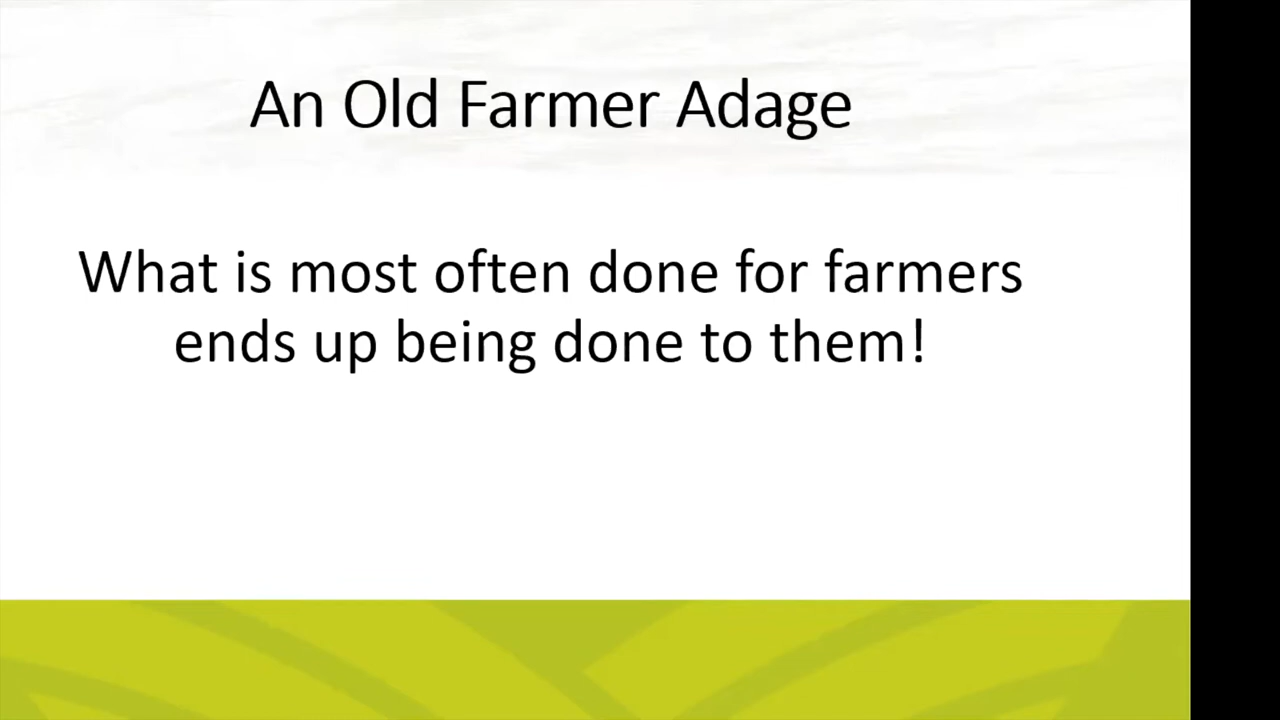 An Old Farmer Adage
What is most often done for farmers
ends up being done to them!